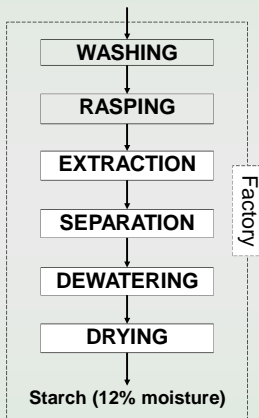 WASHING
RASPING
EXTRACTION
Factory
SEPARATION
DEWATERING
DRYING
Starch (12% moisture)